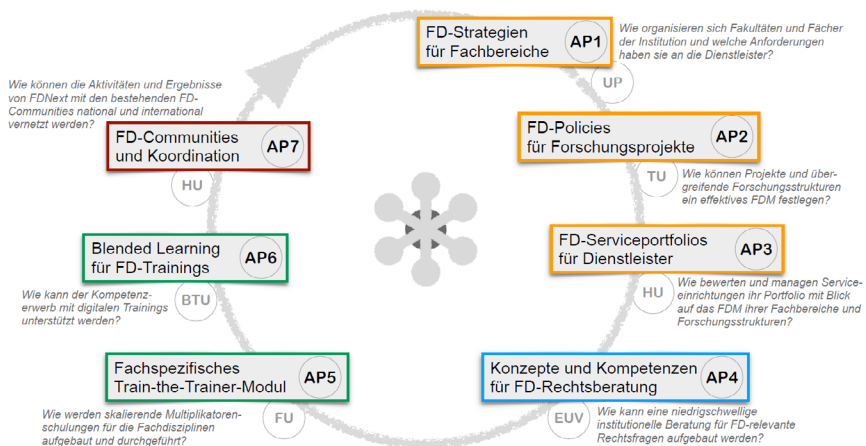 FD-Strategien
für Fachbereiche
AP1
Wie organisieren sich Fakultäten und Fächer
der Institution und welche Anforderungen
haben sie an die Dienstleister?
UP
FD-Policies
für Forschungsprojekte
AP2
TU
Wie können Projekte und über-
greifende Forschungsstrukturen
ein effektives FDM festlegen?
FD-Serviceportfolios
für Dienstleister
AP3
HU
Wie bewerten und managen Service-
einrichtungen ihr Portfolio mit Blick
auf das FDM ihrer Fachbereiche und
Forschungsstrukturen?
Konzepte und Kompetenzen
für FD-Rechtsberatung
AP4
EUV
Wie kann eine niedrigschwellige
institutionelle Beratung für FD-relevante
Rechtsfragen aufgebaut werden?
Fachspezifisches
Train-the-Trainer-Modul
AP5
FU
Wie werden skalierende Multiplikatoren-
schulungen für die Fachdisziplinen
aufgebaut und durchgeführt?
Blended Learning
für FD-Trainings
AP6
BTU
Wie kann der Kompetenz-
erwerb mit digitalen Trainings
unterstützt werden?
Wie können die Aktivitäten und Ergebnisse
von FDNext mit den bestehenden FD-
Communities national und international
vernetzt werden?
FD-Communities
und Koordination
AP7
HU